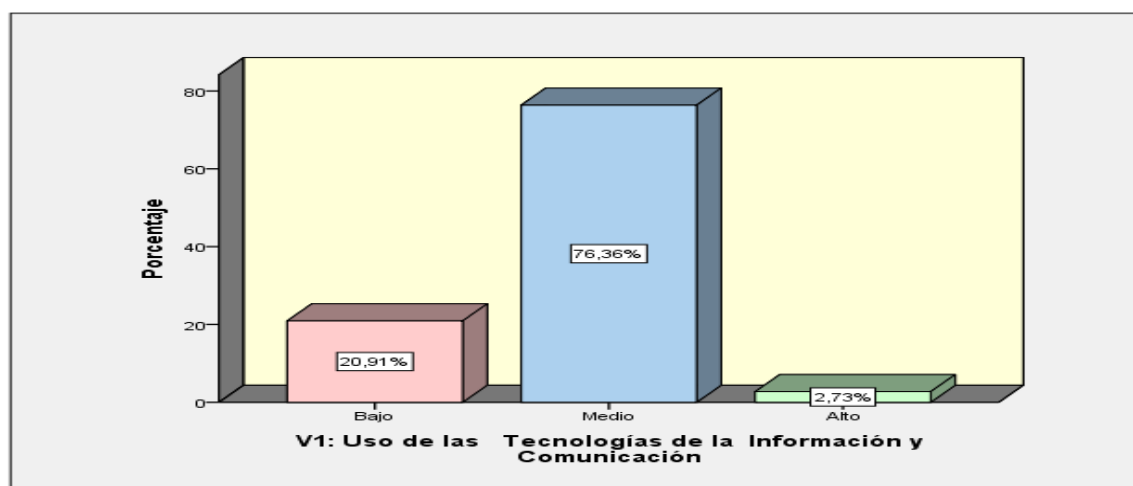 80
60
40
20
0
Porcentaje
76,36%
20,91%
2,73%
Bajo
Medio
Alto
V1: Uso de las Tecnologías de la Información y
Comunicación